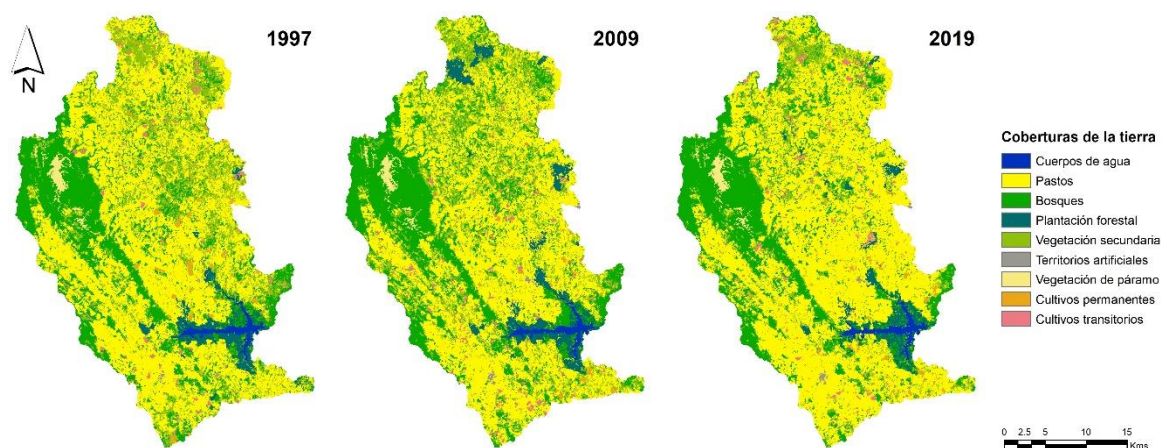 1997
2009
2019
N
Coberturas de la tierra
Cuerpos de agua
Pastos
Bosques
Plantación forestal
Vegetación secundaria
Territorios artificiales
Vegetación de páramo
Cultivos permanentes
Cultivos transitorios
0 2.5 5 10 15
Kms